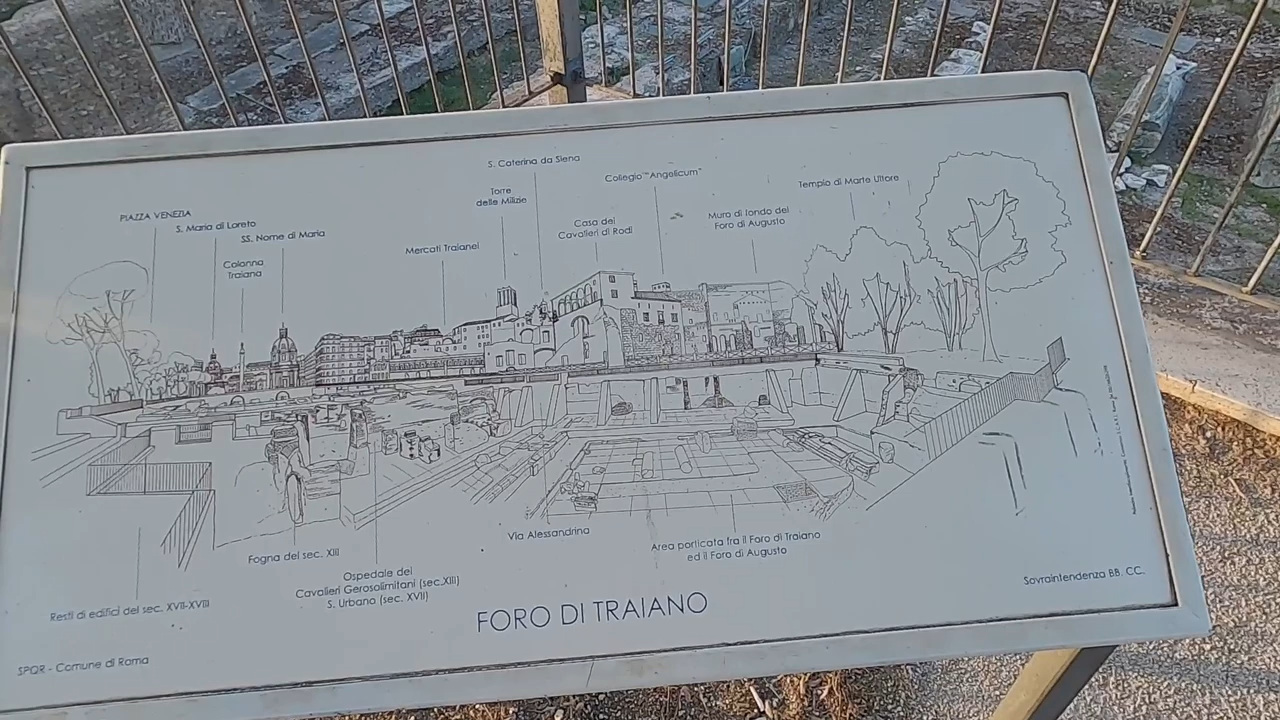 S. Caterina da Siena
Collegio "Angelicum"
Tempio di Marte Ultore
Torre
delle Milizie
PIAZZA VENEZIA
S. Maria di Loreto
SS. Nome di Maria
Casa dei
Cavalieri di Rodi
Muro di fondo del
Foro di Augusto
Mercati Traianei
Colonna
Traiana
Fogna del sec. XIII
Via Alessandrina
Area porticata fra il Foro di Traiano
ed il Foro di Augusto
Ospedale dei
Cavalieri Gerosolimitani (sec.XIII)
S. Urbano (sec. XVII)
Resti di edifici del sec. XVII-XVIII
FORO DI TRAIANO
Sovraintendenza BB. CC.
SPQR - Comune di Roma